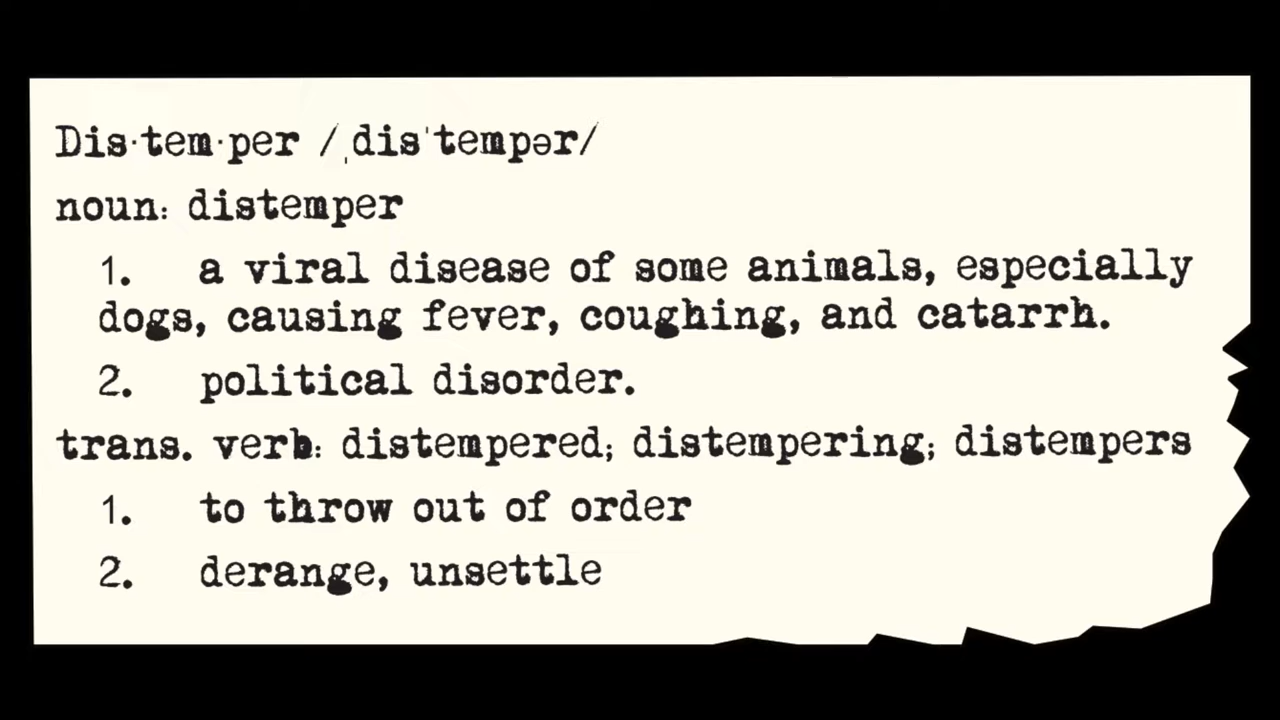 Dis·tem·per /ˌdisˈtempər/
noun: distemper
1. a viral disease of some animals, especially
dogs, causing fever, coughing, and catarrh.
2. political disorder.
trans. verb: distempered; distempering; distempers
1. to throw out of order
2. derange, unsettle